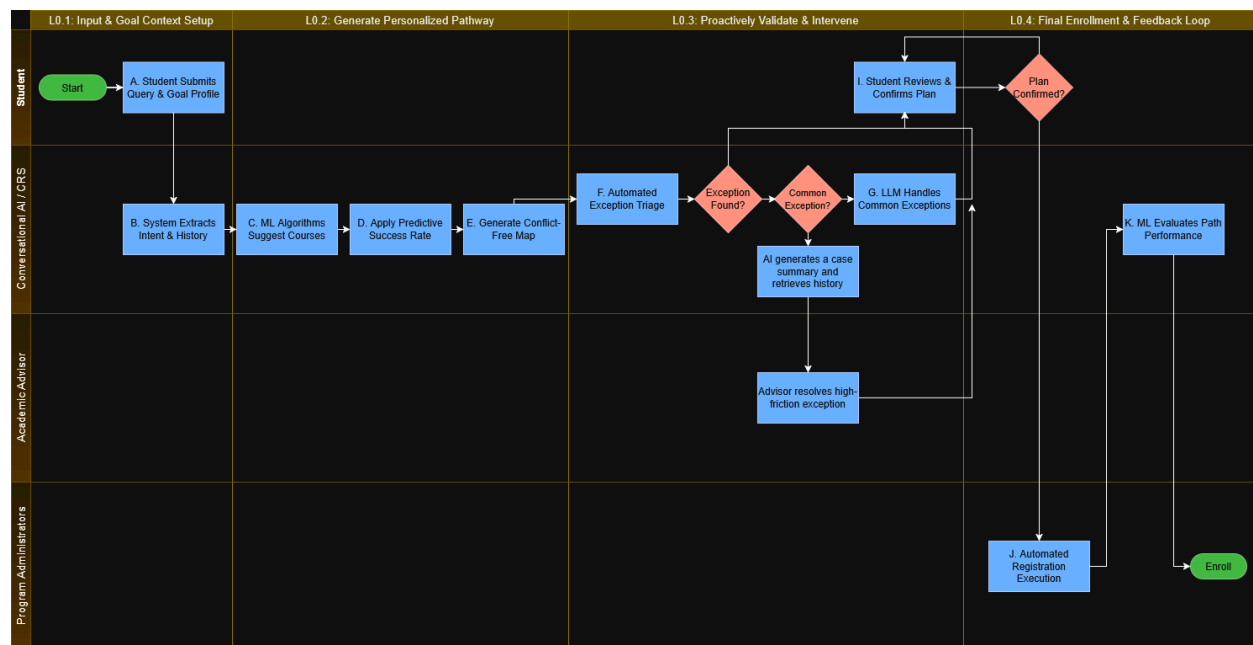 L0.1: Input & Goal Context Setup
L0.2: Generate Personalized Pathway
L0.3: Proactively Validate & Intervene
L0.4: Final Enrollment & Feedback Loop
Student
Start
A. Student Submits
Query & Goal Profile
I. Student Reviews &
Confirms Plan
Plan
Confirmed?
Conversational AI / CRS
B. System Extracts
Intent & History
C. ML Algorithms
Suggest Courses
D. Apply Predictive
Success Rate
E. Generate Conflict-
Free Map
F. Automated
Exception Triage
Exception
Found?
Common
Exception?
G. LLM Handles
Common Exceptions
AI generates a case
summary and
retrieves history
K. ML Evaluates Path
Performance
Academic Advisor
Advisor resolves high-
friction exception
Program Administrators
J. Automated
Registration
Execution
Enroll